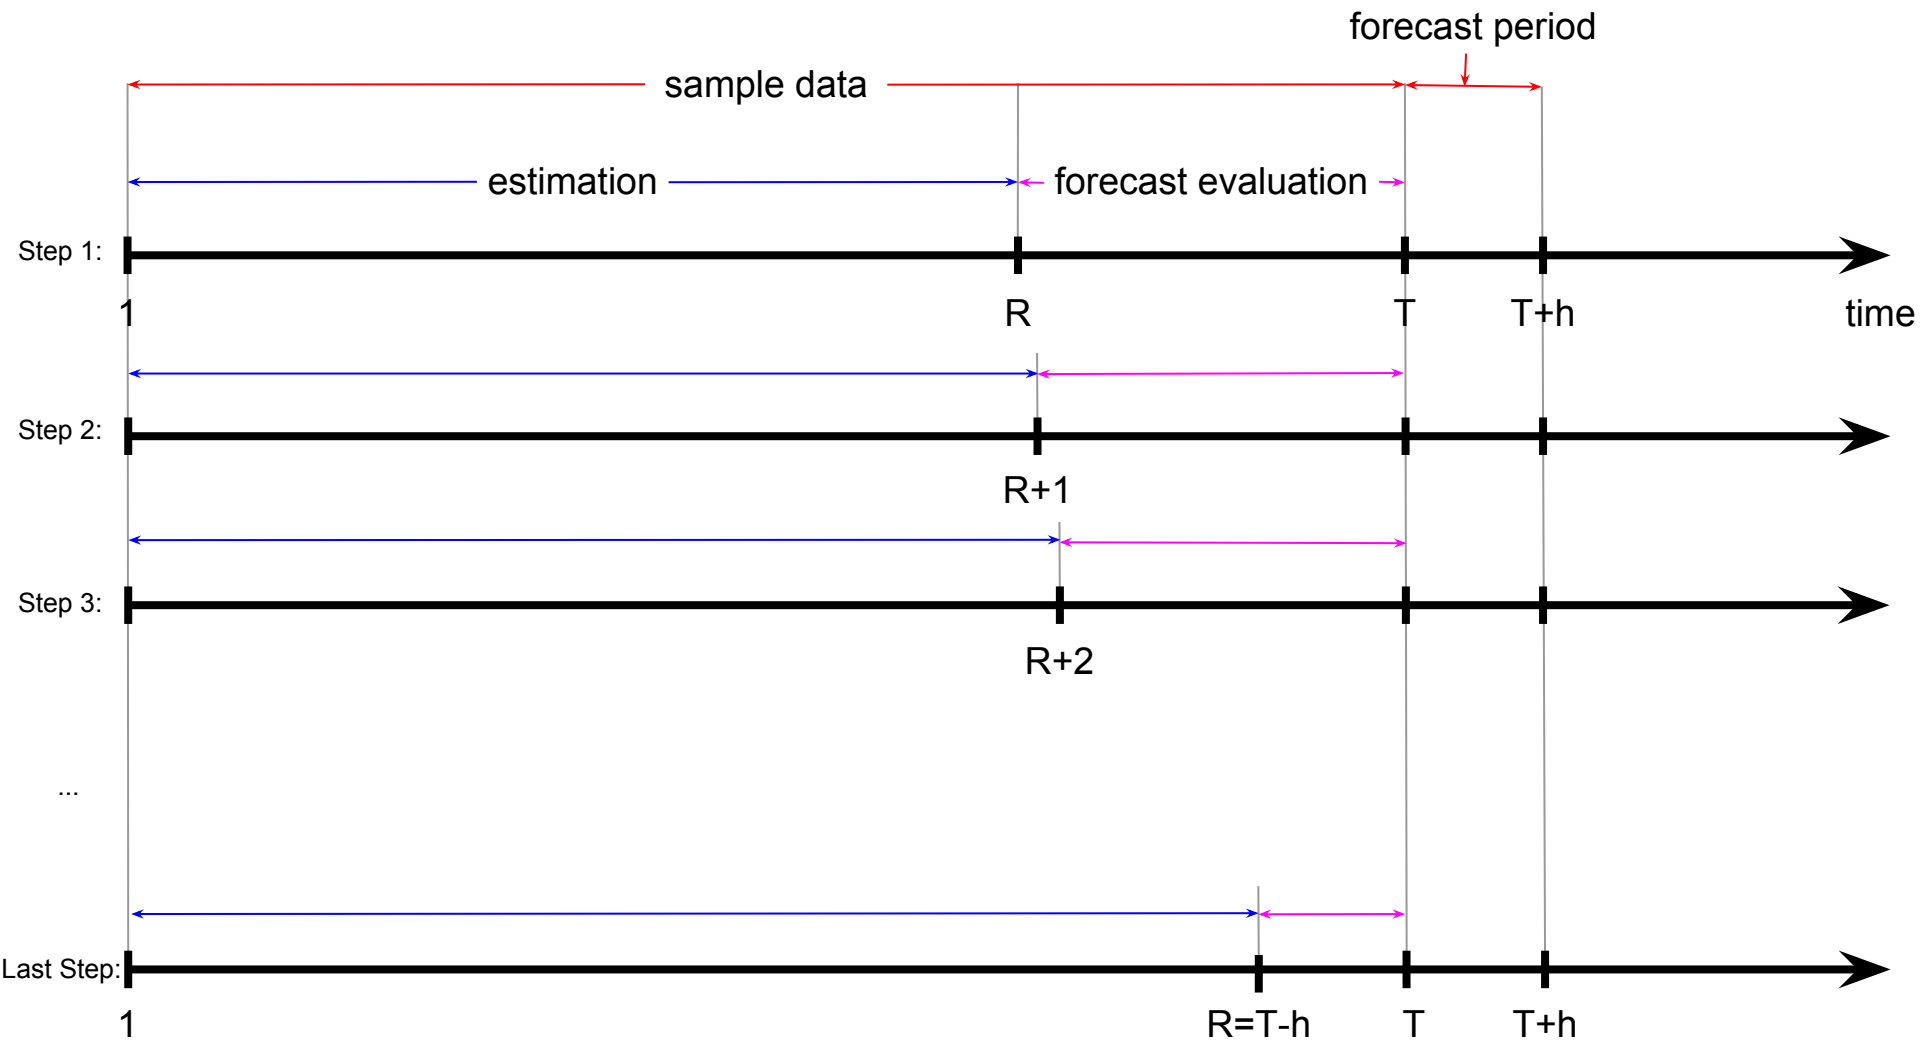 forecast period
sample data
estimation
forecast evaluation
Step 1:
1
R
T
T+h
time
Step 2:
R+1
Step 3:
R+2
...
Last Step:
1
R=T-h
T
T+h